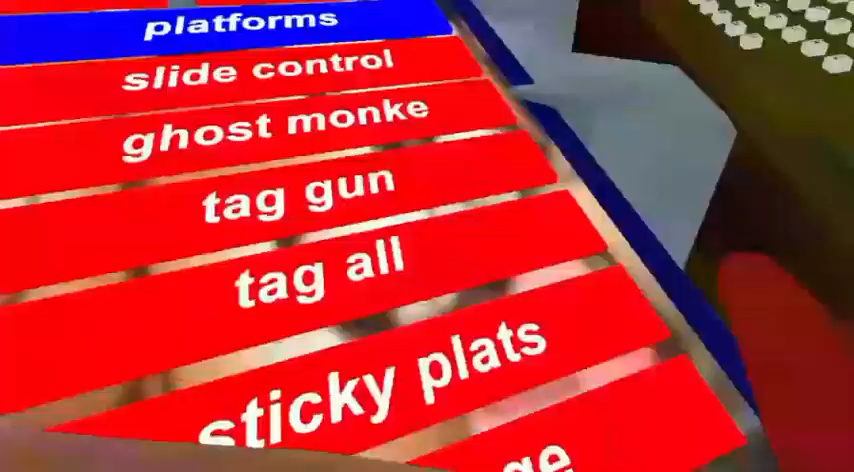 platforms
slide control
ghost monke
tag gun
tag all
sticky plats